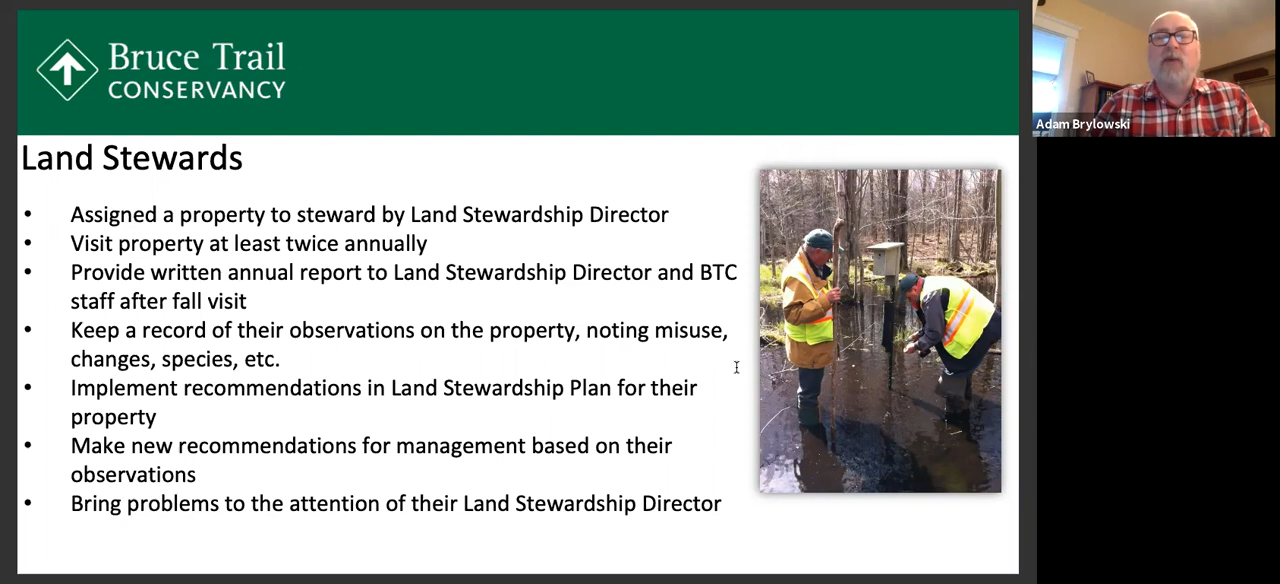 Bruce Trail
CONSERVANCY
Land Stewards
• Assigned a property to steward by Land Stewardship Director
• Visit property at least twice annually
• Provide written annual report to Land Stewardship Director and BTC
staff after fall visit
• Keep a record of their observations on the property, noting misuse,
changes, species, etc.
• Implement recommendations in Land Stewardship Plan for their
property
• Make new recommendations for management based on their
observations
• Bring problems to the attention of their Land Stewardship Director
Adam Brylowski